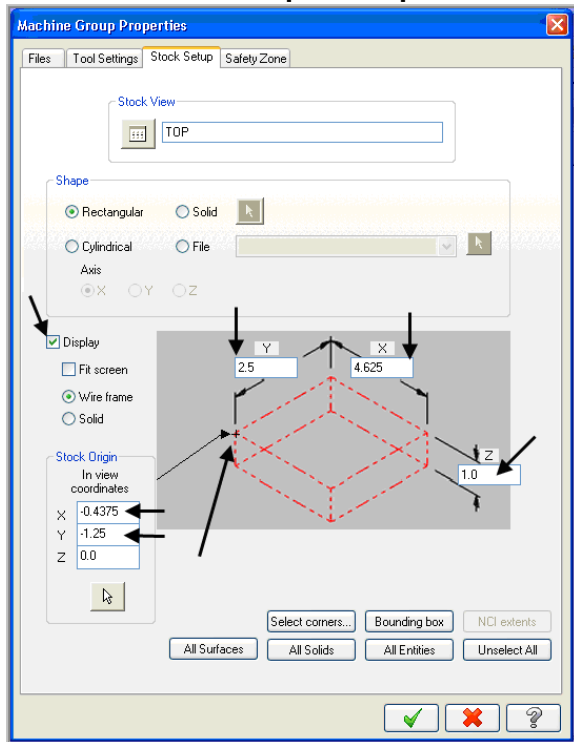 Machine Group Properties
Files Tool Settings Stock Setup Safety Zone
Stock View
TOP
Shape
Rectangular Solid
Cylindrical File
Axis
X Y Z
Display
Fit screen
Wire frame
Solid
Y X
2.5 4.625
Z
1.0
Stock Origin
In view
coordinates
X -0.4375
Y -1.25
Z 0.0
Select corners... Bounding box NCI extents
All Surfaces All Solids All Entities Unselect All